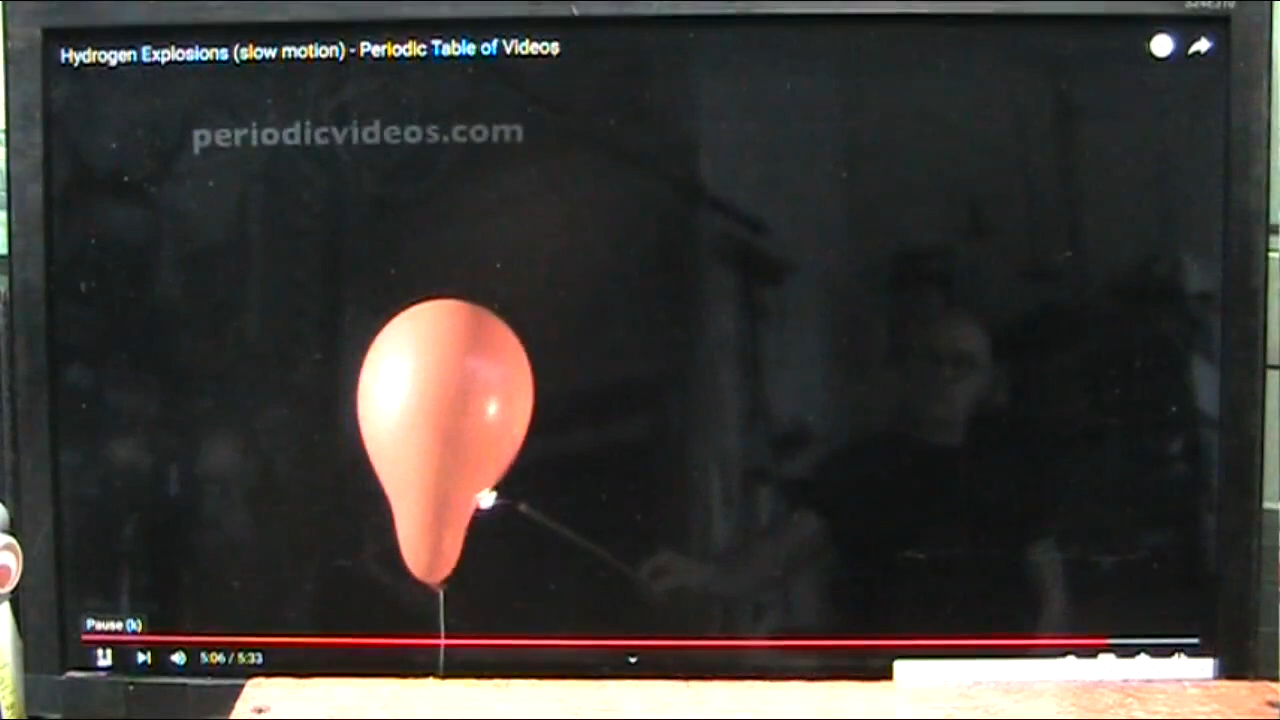 Hydrogen Explosions (slow motion) - Periodic Table of Videos
periodicvideos.com
Pause (k)
5:06 / 5:33